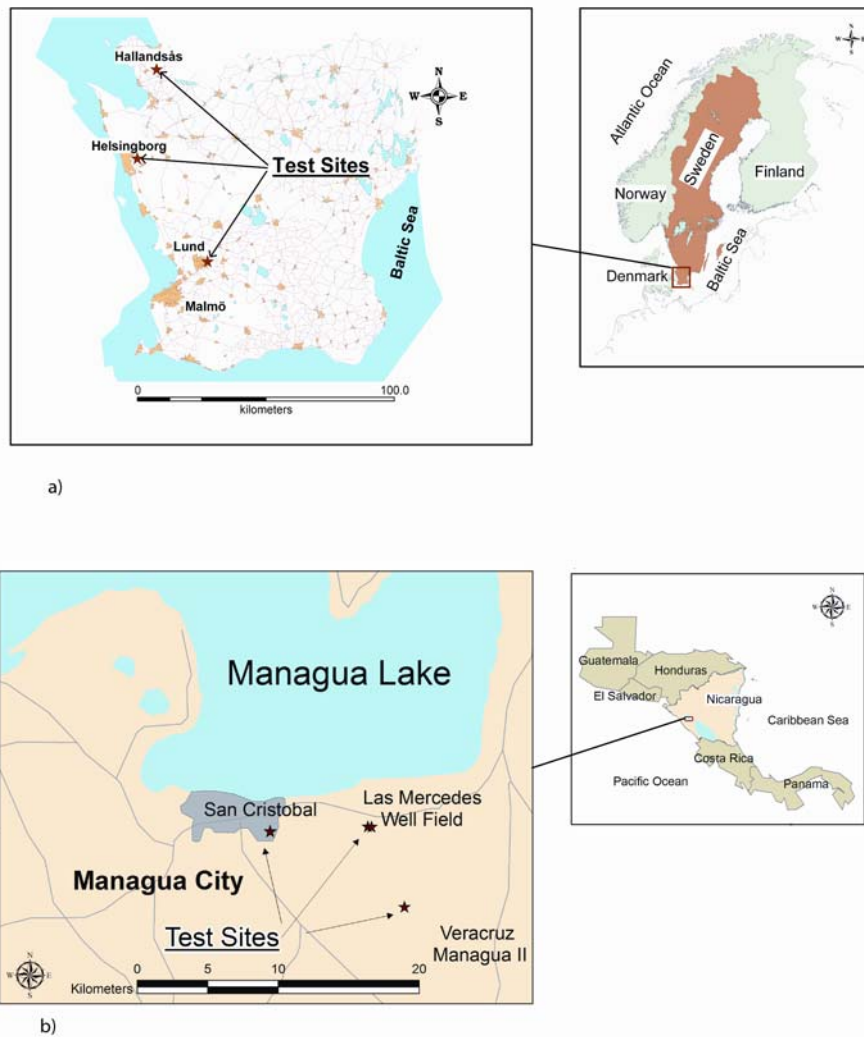 Hallandsås
N
W E
S
Helsingborg
Test Sites
Lund
Malmö
Baltic Sea
0 100.0
kilometers
N
W E
S
Atlantic Ocean
Sweden
Finland
Norway
Baltic Sea
Denmark
a)
Managua Lake
San Cristobal
Las Mercedes
Well Field
Managua City
Test Sites
Veracruz
Managua II
N
W E
S
0 5 10 20
Kilometers
N
W E
S
Guatemala
Honduras
El Salvador
Nicaragua
Caribbean Sea
Costa Rica
Pacific Ocean
Panama
b)